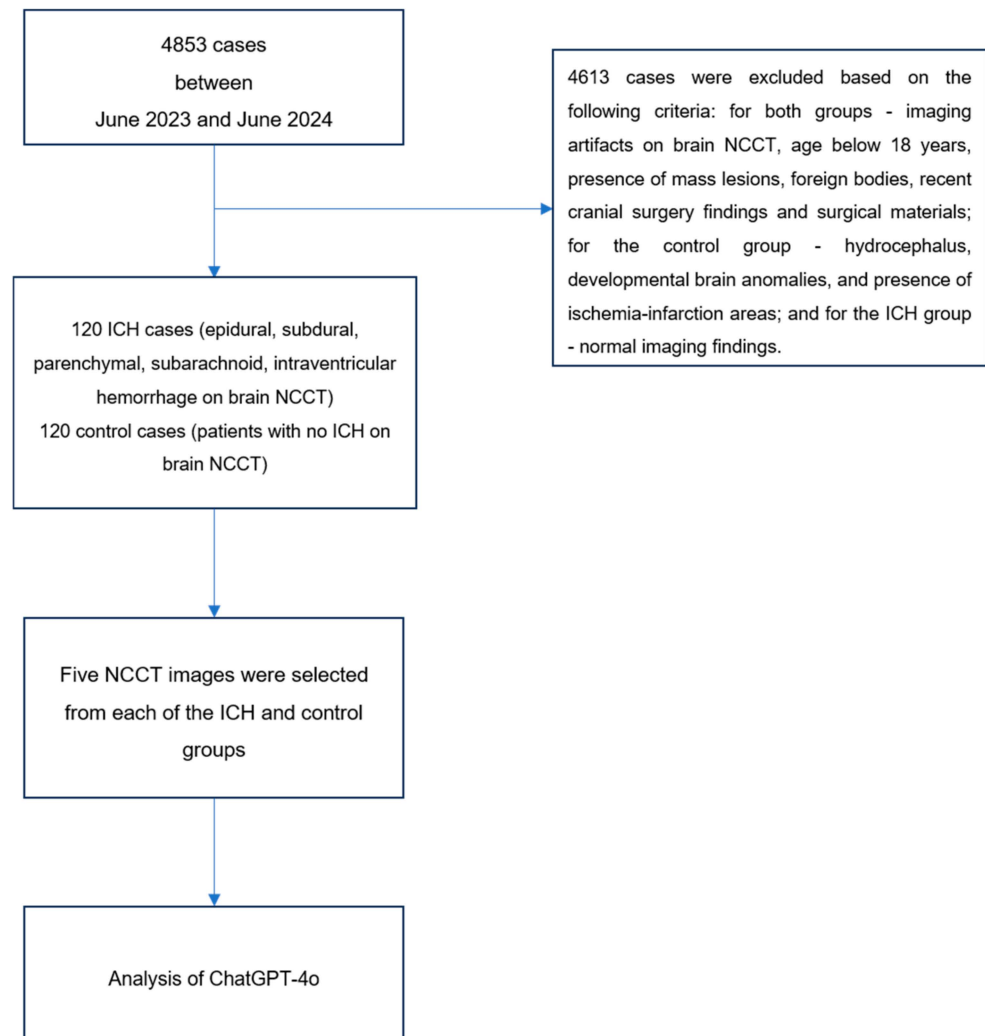 4853 cases
between
June 2023 and June 2024
4613 cases were excluded based on the
following criteria: for both groups - imaging
artifacts on brain NCCT, age below 18 years,
presence of mass lesions, foreign bodies, recent
cranial surgery findings and surgical materials;
for the control group - hydrocephalus,
developmental brain anomalies, and presence of
ischemia-infarction areas; and for the ICH group
- normal imaging findings.
120 ICH cases (epidural, subdural,
parenchymal, subarachnoid, intraventricular
hemorrhage on brain NCCT)
120 control cases (patients with no ICH on
brain NCCT)
Five NCCT images were selected
from each of the ICH and control
groups
Analysis of ChatGPT-4o